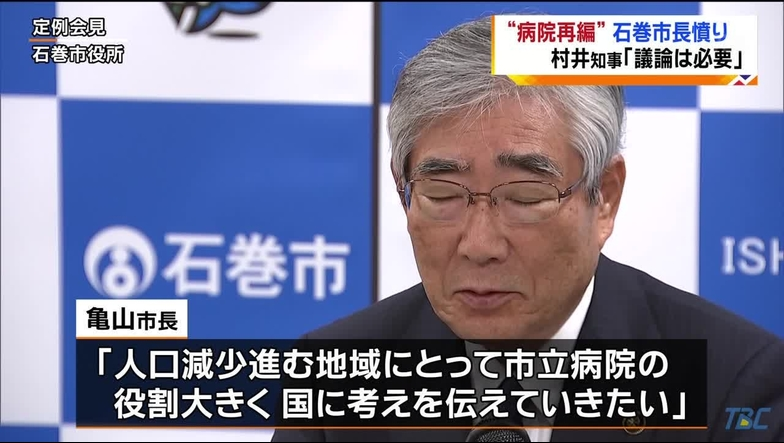 定例会見
石巻市役所
“病院再編”石巻市長憤り
村井知事「議論は必要」
石巻市
ISH
亀山市長
「人口減少進む地域にとって市立病院の
役割大きく 国に考えを伝えていきたい」
TBC